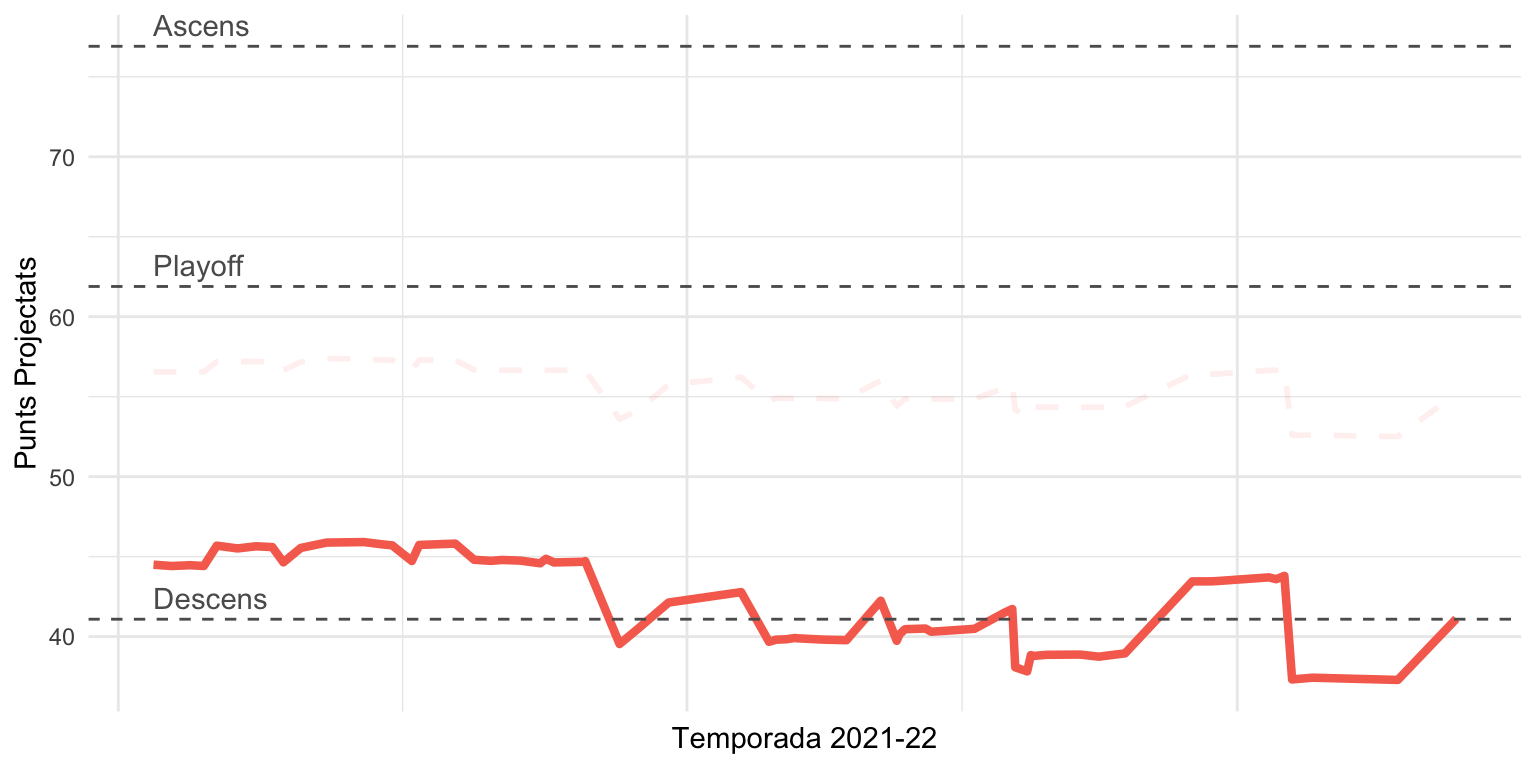 Ascens
70
Playoff
60
50
Descens
40
Punts Projectats
Temporada 2021-22